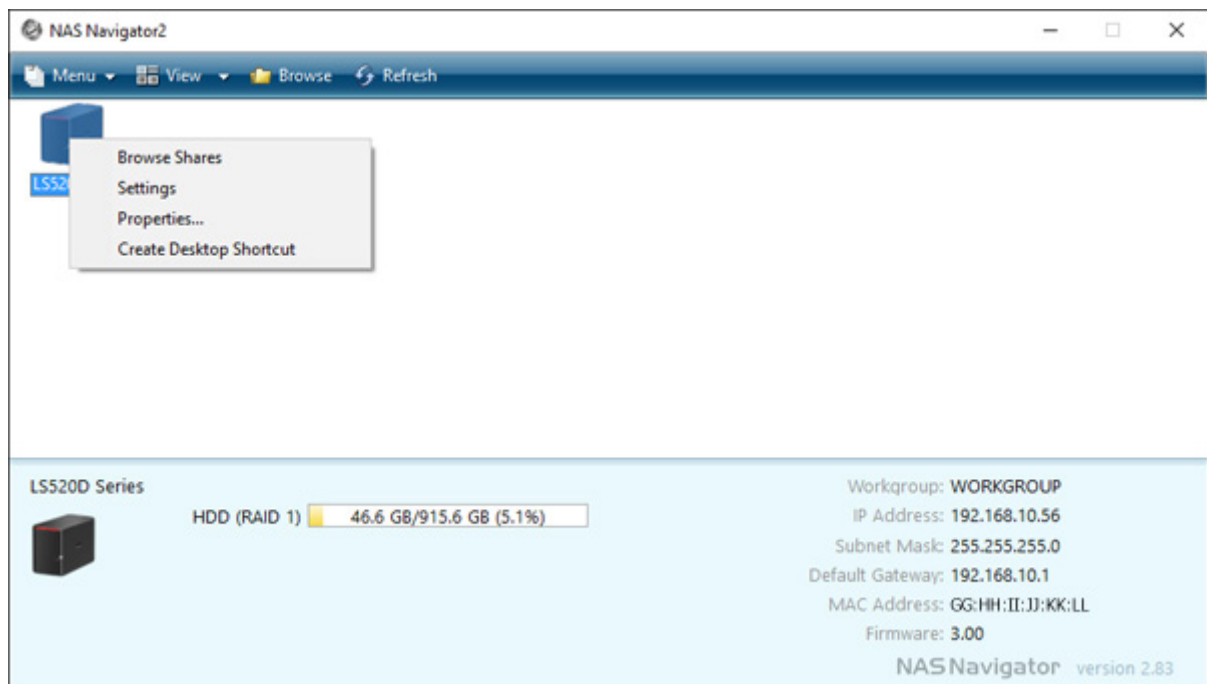 NAS Navigator2
Menu View Browse Refresh
LS52
Browse Shares
Settings
Properties...
Create Desktop Shortcut
LS520D Series
HDD (RAID 1) 46.6 GB/915.6 GB (5.1%)
Workgroup: WORKGROUP
IP Address: 192.168.10.56
Subnet Mask: 255.255.255.0
Default Gateway: 192.168.10.1
MAC Address: GG:HH:II:JJ:KK:LL
Firmware: 3.00
NAS Navigator version 2.83